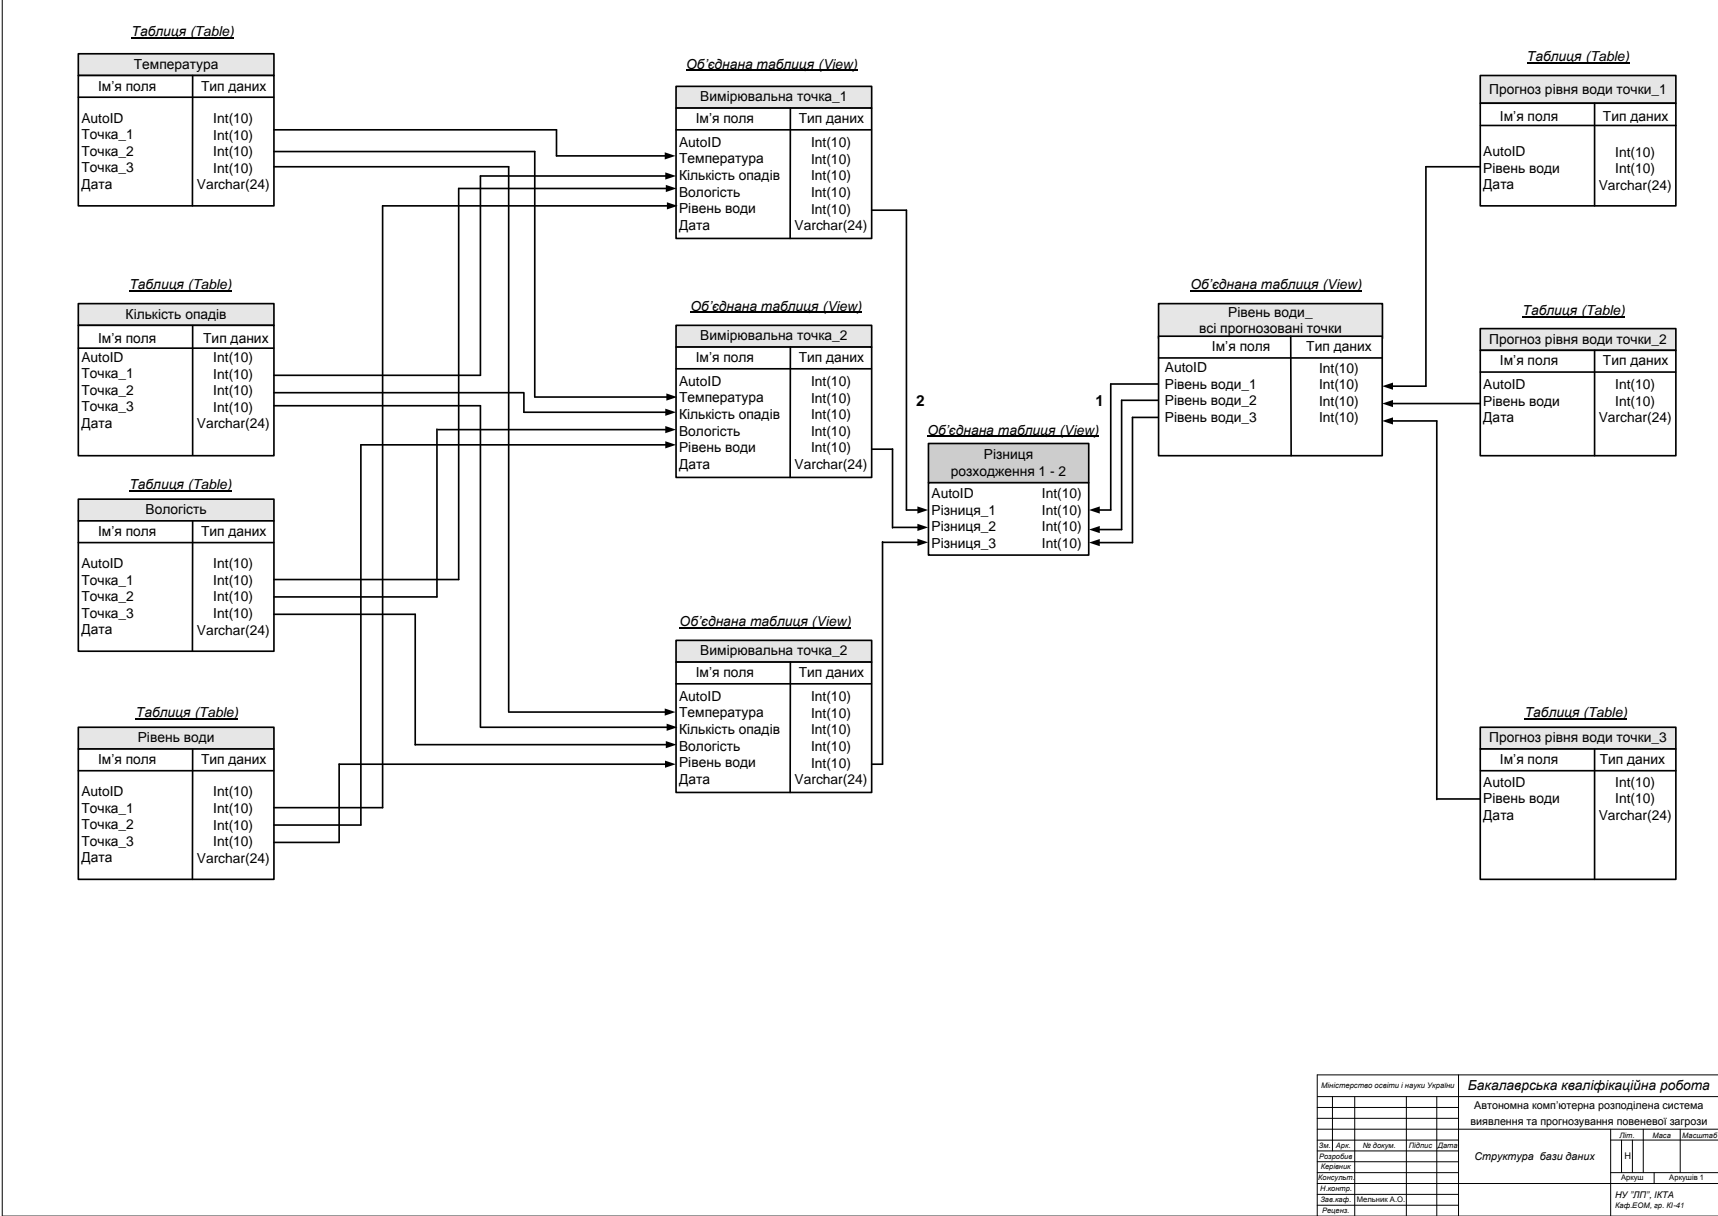 Таблиця (Table)
Температура
Ім'я поля Тип даних
AutoID Int(10)
Точка_1 Int(10)
Точка_2 Int(10)
Точка_3 Int(10)
Дата Varchar(24)
Таблиця (Table)
Кількість опадів
Ім'я поля Тип даних
AutoID Int(10)
Точка_1 Int(10)
Точка_2 Int(10)
Точка_3 Int(10)
Дата Varchar(24)
Таблиця (Table)
Вологість
Ім'я поля Тип даних
AutoID Int(10)
Точка_1 Int(10)
Точка_2 Int(10)
Точка_3 Int(10)
Дата Varchar(24)
Таблиця (Table)
Рівень води
Ім'я поля Тип даних
AutoID Int(10)
Точка_1 Int(10)
Точка_2 Int(10)
Точка_3 Int(10)
Дата Varchar(24)
Об'єднана таблиця (View)
Вимірювальна точка_1
Ім'я поля Тип даних
AutoID Int(10)
Температура Int(10)
Кількість опадів Int(10)
Вологість Int(10)
Рівень води Int(10)
Дата Varchar(24)
Об'єднана таблиця (View)
Вимірювальна точка_2
Ім'я поля Тип даних
AutoID Int(10)
Температура Int(10)
Кількість опадів Int(10)
Вологість Int(10)
Рівень води Int(10)
Дата Varchar(24)
Об'єднана таблиця (View)
Вимірювальна точка_2
Ім'я поля Тип даних
AutoID Int(10)
Температура Int(10)
Кількість опадів Int(10)
Вологість Int(10)
Рівень води Int(10)
Дата Varchar(24)
2 1
Об'єднана таблиця (View)
Різниця
розходження 1 - 2
AutoID Int(10)
Різниця_1 Int(10)
Різниця_2 Int(10)
Різниця_3 Int(10)
Об'єднана таблиця (View)
Рівень води_
всі прогнозовані точки
Ім'я поля Тип даних
AutoID Int(10)
Рівень води_1 Int(10)
Рівень води_2 Int(10)
Рівень води_3 Int(10)
Таблиця (Table)
Прогноз рівня води точки_1
Ім'я поля Тип даних
AutoID Int(10)
Рівень води Int(10)
Дата Varchar(24)
Таблиця (Table)
Прогноз рівня води точки_2
Ім'я поля Тип даних
AutoID Int(10)
Рівень води Int(10)
Дата Varchar(24)
Таблиця (Table)
Прогноз рівня води точки_3
Ім'я поля Тип даних
AutoID Int(10)
Рівень води Int(10)
Дата Varchar(24)
Міністерство освіти і науки України
Бакалаврська кваліфікаційна робота
Автономна комп'ютерна розподілена система
виявлення та прогнозування повеневої загрози
Зм. Арк. № докум. Підпис Дата
Розробив
Керівник
Консульт.
Н.контр.
Зав.каф. Мельник А.О.
Реценз.
Структура бази даних
Літ. Маса Масштаб
Н
Аркуш Аркушів 1
НУ "ЛП", ІКТА
Каф.ЕОМ, гр. КІ-41